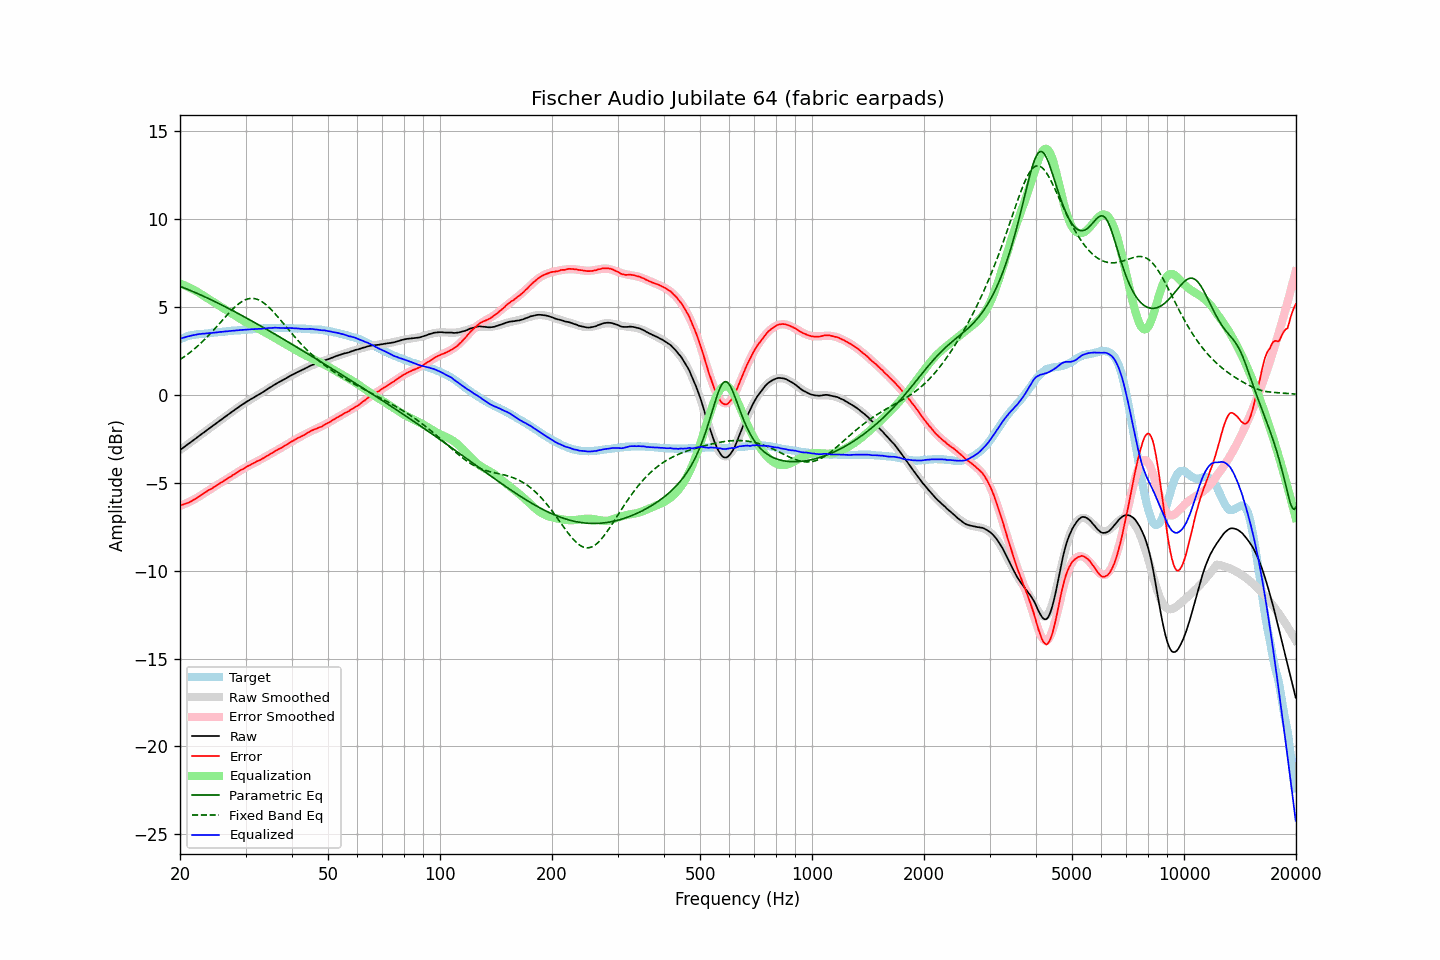 Fischer Audio Jubilate 64 (fabric earpads)
Amplitude (dBr)
15
10
5
0
−5
−10
−15
−20
−25
Target
Raw Smoothed
Error Smoothed
Raw
Error
Equalization
Parametric Eq
Fixed Band Eq
Equalized
20
50
100
200
500
1000
2000
5000
10000
20000
Frequency (Hz)